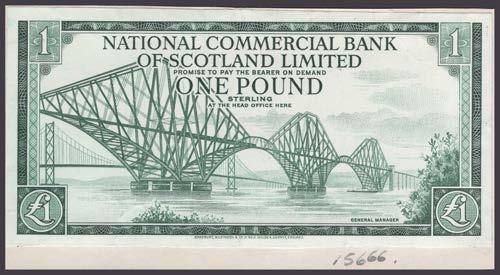 1
1
NATIONAL COMMERCIAL BANK
OF SCOTLAND LIMITED
PROMISE TO PAY THE BEARER ON DEMAND
ONE POUND
STERLING
AT THE HEAD OFFICE HERE
£1
£1
GENERAL MANAGER
15666.